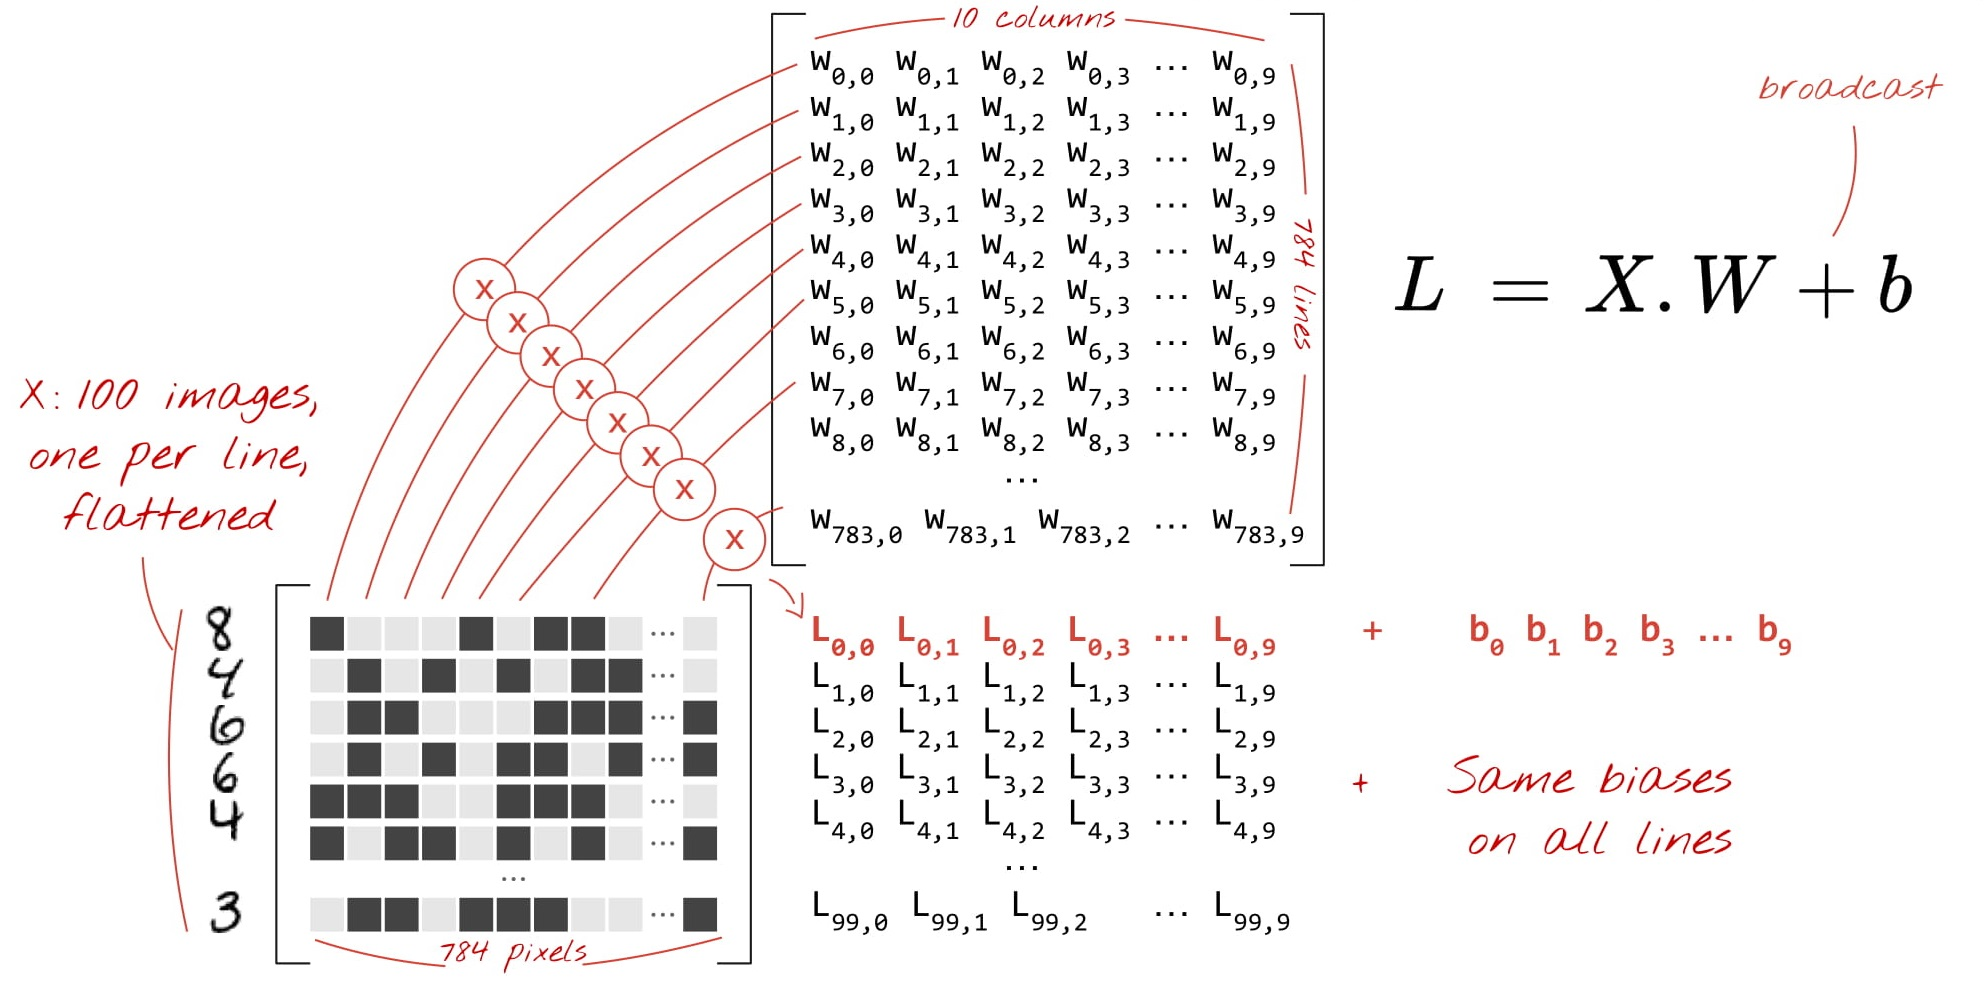 10 columns
W0,0 W0,1 W0,2 W0,3 ... W0,9
W1,0 W1,1 W1,2 W1,3 ... W1,9
W2,0 W2,1 W2,2 W2,3 ... W2,9
W3,0 W3,1 W3,2 W3,3 ... W3,9
W4,0 W4,1 W4,2 W4,3 ... W4,9
W5,0 W5,1 W5,2 W5,3 ... W5,9
W6,0 W6,1 W6,2 W6,3 ... W6,9
W7,0 W7,1 W7,2 W7,3 ... W7,9
W8,0 W8,1 W8,2 W8,3 ... W8,9
...
W783,0 W783,1 W783,2 ... W783,9
784 lines
broadcast
L = X.W + b
X
X
X
X
X
X
X
X
X: 100 images,
one per line,
flattened
8
4
6
6
4
3
...
...
...
...
...
...
...
...
784 pixels
L0,0 L0,1 L0,2 L0,3 ... L0,9 + b0 b1 b2 b3 ... b9
L1,0 L1,1 L1,2 L1,3 ... L1,9
L2,0 L2,1 L2,2 L2,3 ... L2,9
L3,0 L3,1 L3,2 L3,3 ... L3,9
L4,0 L4,1 L4,2 L4,3 ... L4,9
...
L99,0 L99,1 L99,2 ... L99,9
+ Same biases
on all lines